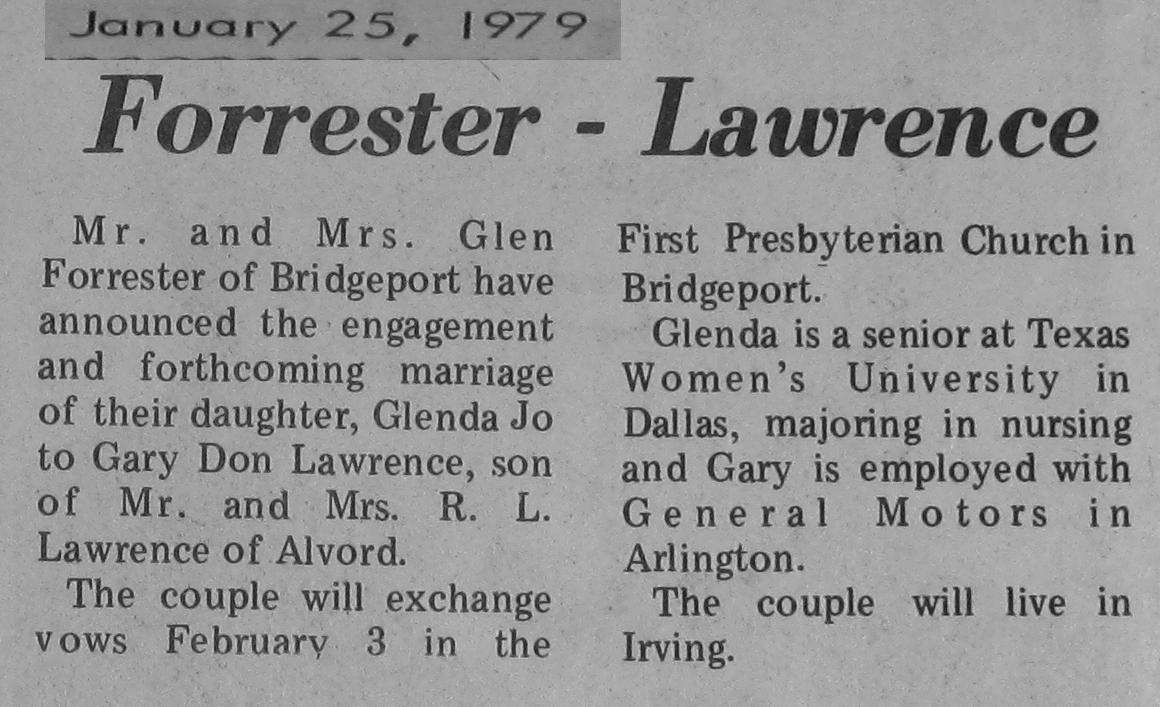 January 25, 1979
Forrester - Lawrence
Mr. and Mrs. Glen
Forrester of Bridgeport have
announced the engagement
and forthcoming marriage
of their daughter, Glenda Jo
to Gary Don Lawrence, son
of Mr. and Mrs. R. L.
Lawrence of Alvord.
The couple will exchange
vows February 3 in the
First Presbyterian Church in
Bridgeport.
Glenda is a senior at Texas
Women's University in
Dallas, majoring in nursing
and Gary is employed with
General Motors in
Arlington.
The couple will live in
Irving.